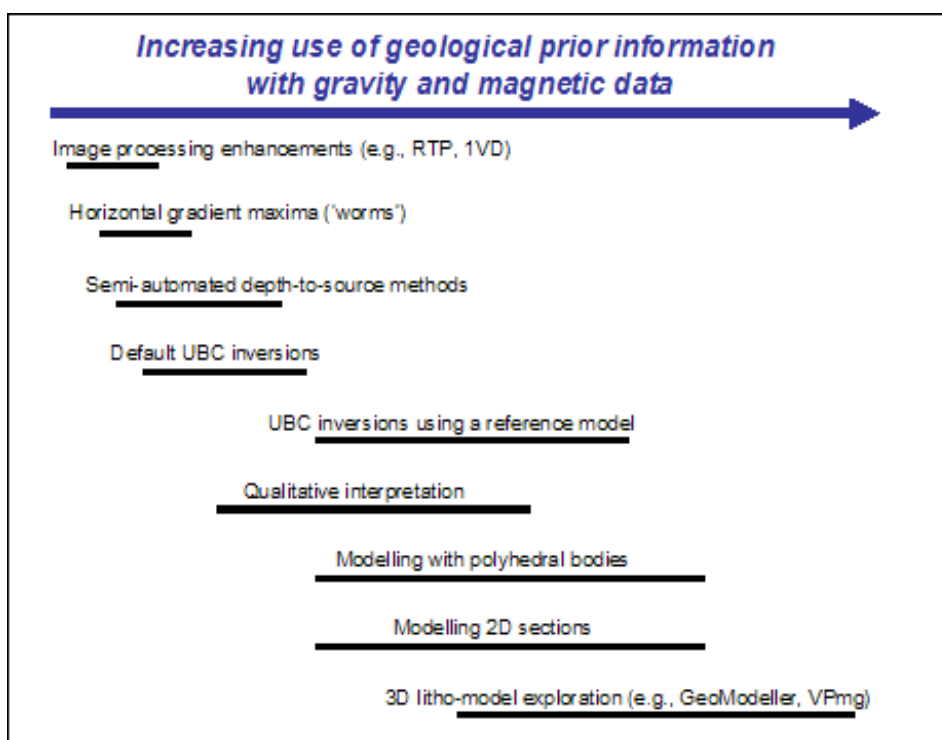 Increasing use of geological prior information
with gravity and magnetic data
Image processing enhancements (e.g., RTP, 1VD)
Horizontal gradient maxima ('worms')
Semi-automated depth-to-source methods
Default UBC inversions
UBC inversions using a reference model
Qualitative interpretation
Modelling with polyhedral bodies
Modelling 2D sections
3D litho-model exploration (e.g., GeoModeller, VPmg)